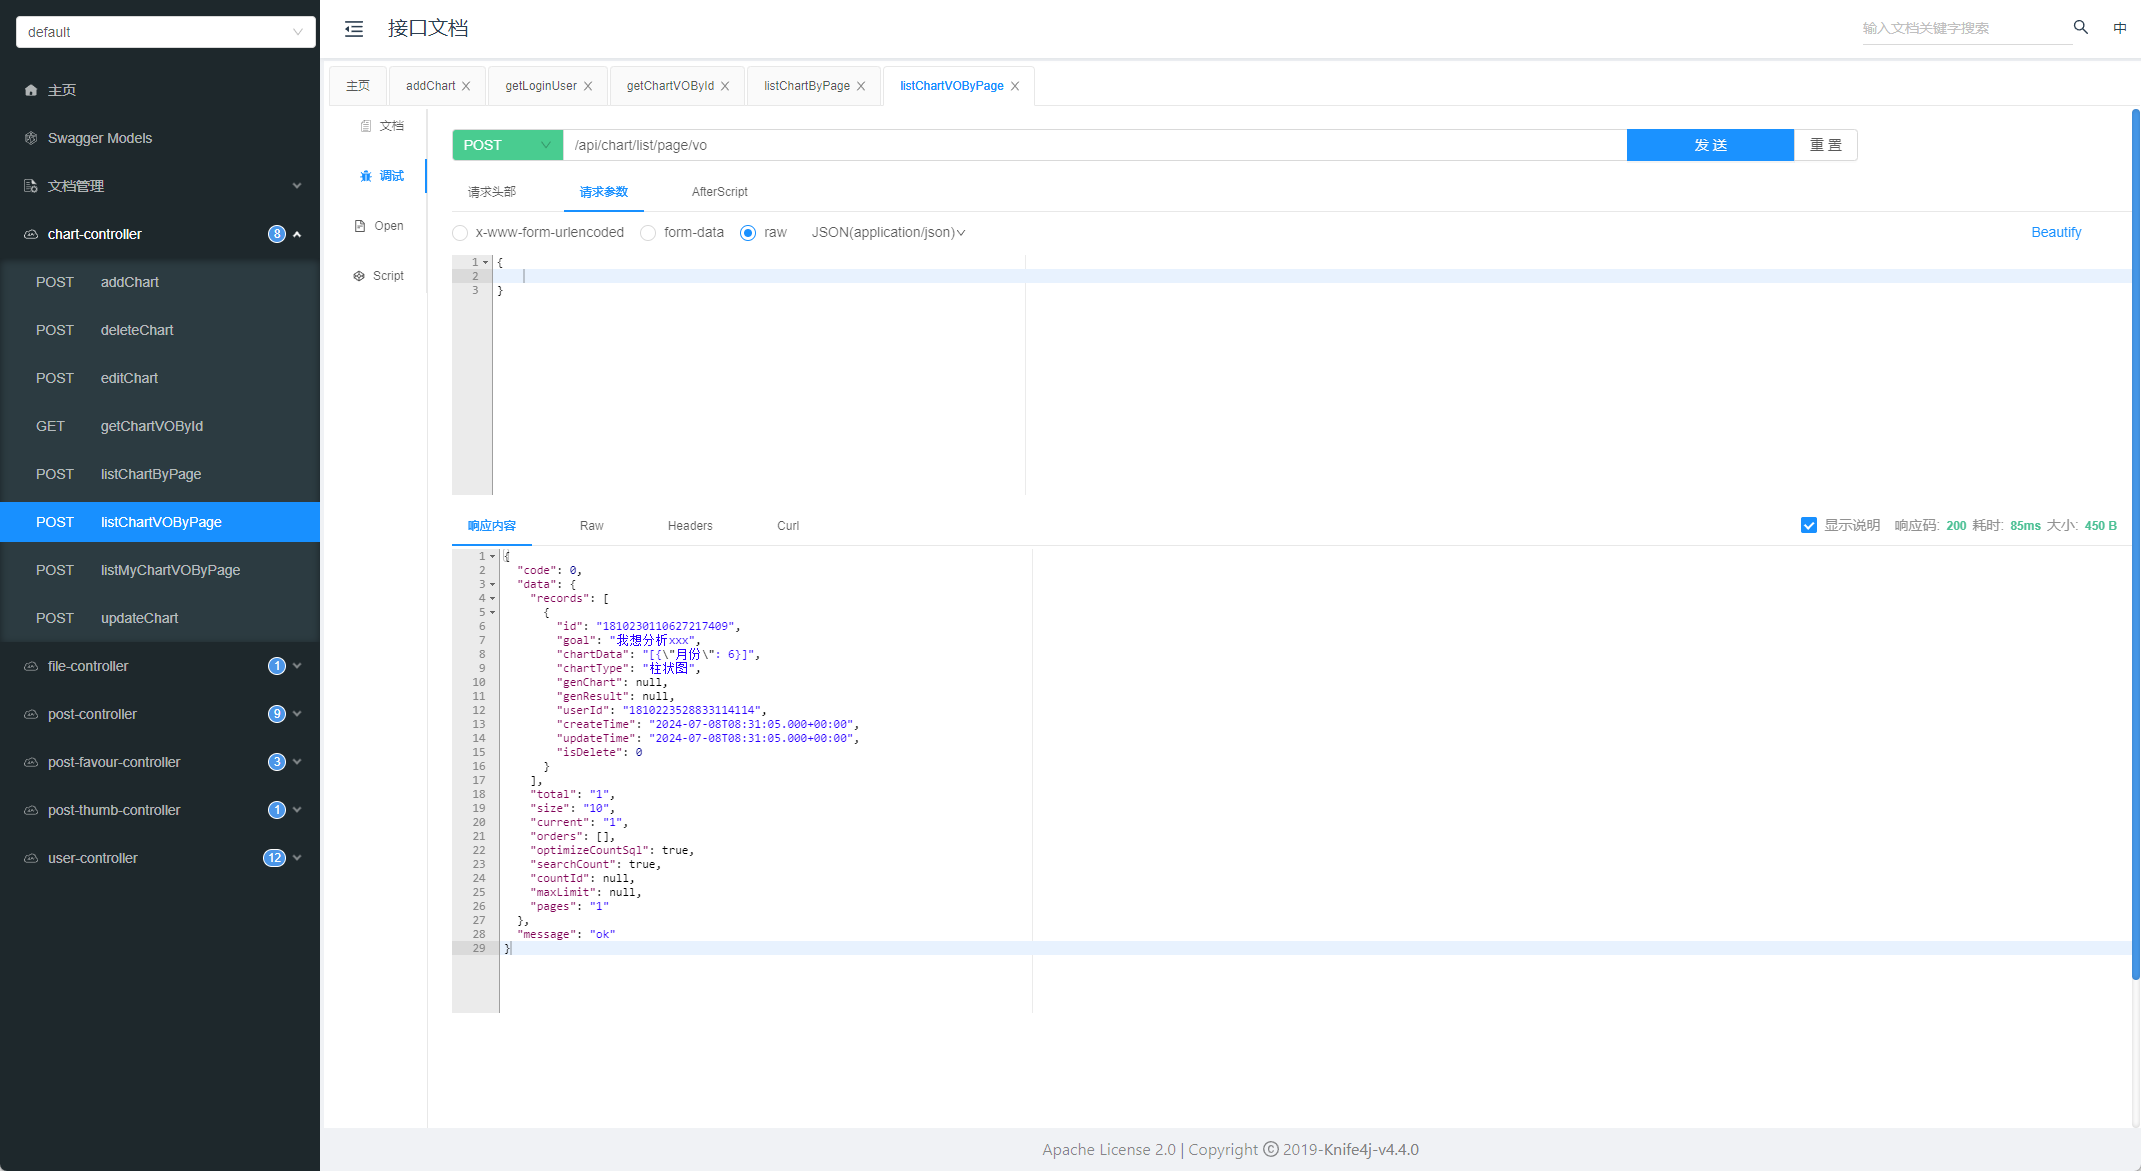 default
主页
Swagger Models
文档管理
chart-controller 8
POST addChart
POST deleteChart
POST editChart
GET getChartVOById
POST listChartByPage
POST listChartVOByPage
POST listMyChartVOByPage
POST updateChart
file-controller 1
post-controller 9
post-favour-controller 3
post-thumb-controller 1
user-controller 12
接口文档
输入文档关键字搜索
中
主页 addChart getLoginUser getChartVOById listChartByPage listChartVOByPage
文档
调试
Open
Script
POST /api/chart/list/page/vo 发 送 重 置
请求头部 请求参数 AfterScript
x-www-form-urlencoded form-data raw JSON(application/json) Beautify
1 {
2
3 }
响应内容 Raw Headers Curl 显示说明 响应码: 200 耗时: 85ms 大小: 450 B
1 {
2 "code": 0,
3 "data": {
4 "records": [
5 {
6 "id": "1810230110627217409",
7 "goal": "我想分析xxx",
8 "chartData": "[{\"月份\": 6}]",
9 "chartType": "柱状图",
10 "genChart": null,
11 "genResult": null,
12 "userId": "1810223528833114114",
13 "createTime": "2024-07-08T08:31:05.000+00:00",
14 "updateTime": "2024-07-08T08:31:05.000+00:00",
15 "isDelete": 0
16 }
17 ],
18 "total": "1",
19 "size": "10",
20 "current": "1",
21 "orders": [],
22 "optimizeCountSql": true,
23 "searchCount": true,
24 "countId": null,
25 "maxLimit": null,
26 "pages": "1"
27 },
28 "message": "ok"
29 }
Apache License 2.0 | Copyright © 2019-Knife4j-v4.4.0